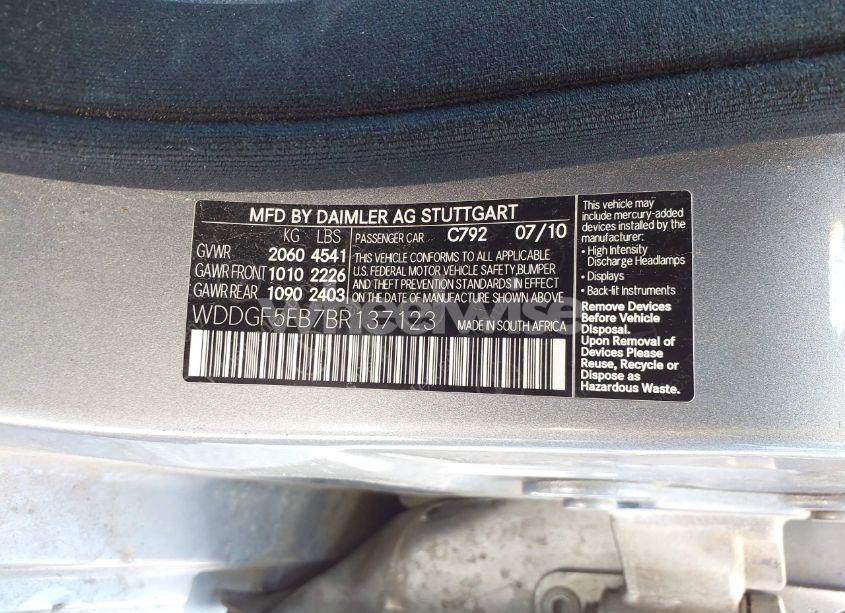 MFD BY DAIMLER AG STUTTGART
KG LBS
GVWR 2060 4541
GAWR FRONT 1010 2226
GAWR REAR 1090 2403
PASSENGER CAR C792 07/10
THIS VEHICLE CONFORMS TO ALL APPLICABLE
U.S. FEDERAL MOTOR VEHICLE SAFETY, BUMPER
AND THEFT PREVENTION STANDARDS IN EFFECT
ON THE DATE OF MANUFACTURE SHOWN ABOVE.
WDDGF5EB7BR137123 MADE IN SOUTH AFRICA
This vehicle may
include mercury-added
devices installed by the
manufacturer:
• High Intensity
Discharge Headlamps
• Displays
• Back-lit Instruments
Remove Devices
Before Vehicle
Disposal.
Upon Removal of
Devices Please
Reuse, Recycle or
Dispose as
Hazardous Waste.
wheelwise